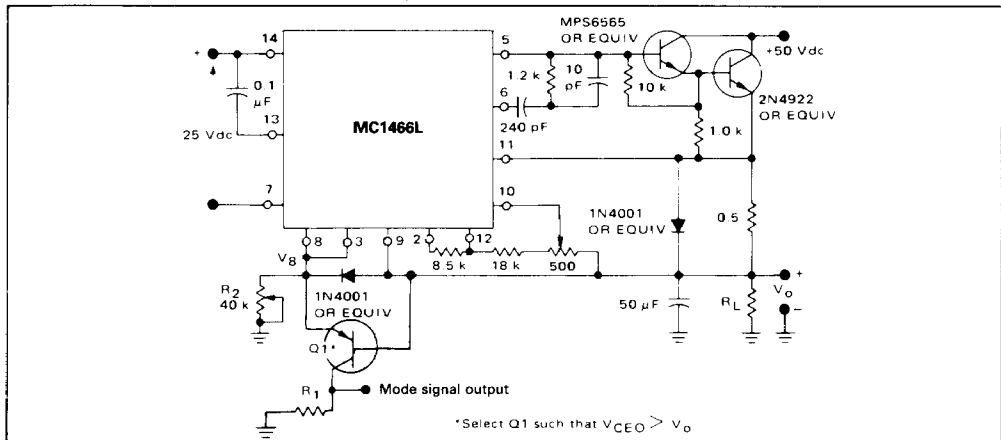 MPS6565
OR EQUIV
+50 Vdc
2N4922
OR EQUIV
+
14
5
0.1
µF
1.2 k
10
pF
10 k
6
240 pF
1.0 k
13
25 Vdc
MC1466L
11
7
10
1N4001
OR EQUIV
0.5
8
3
9
2
12
V8
8.5 k
18 k
500
R2
40 k
1N4001
OR EQUIV
50 µF
RL
+
Vo
−
Q1*
R1
Mode signal output
*Select Q1 such that VCEO > Vo